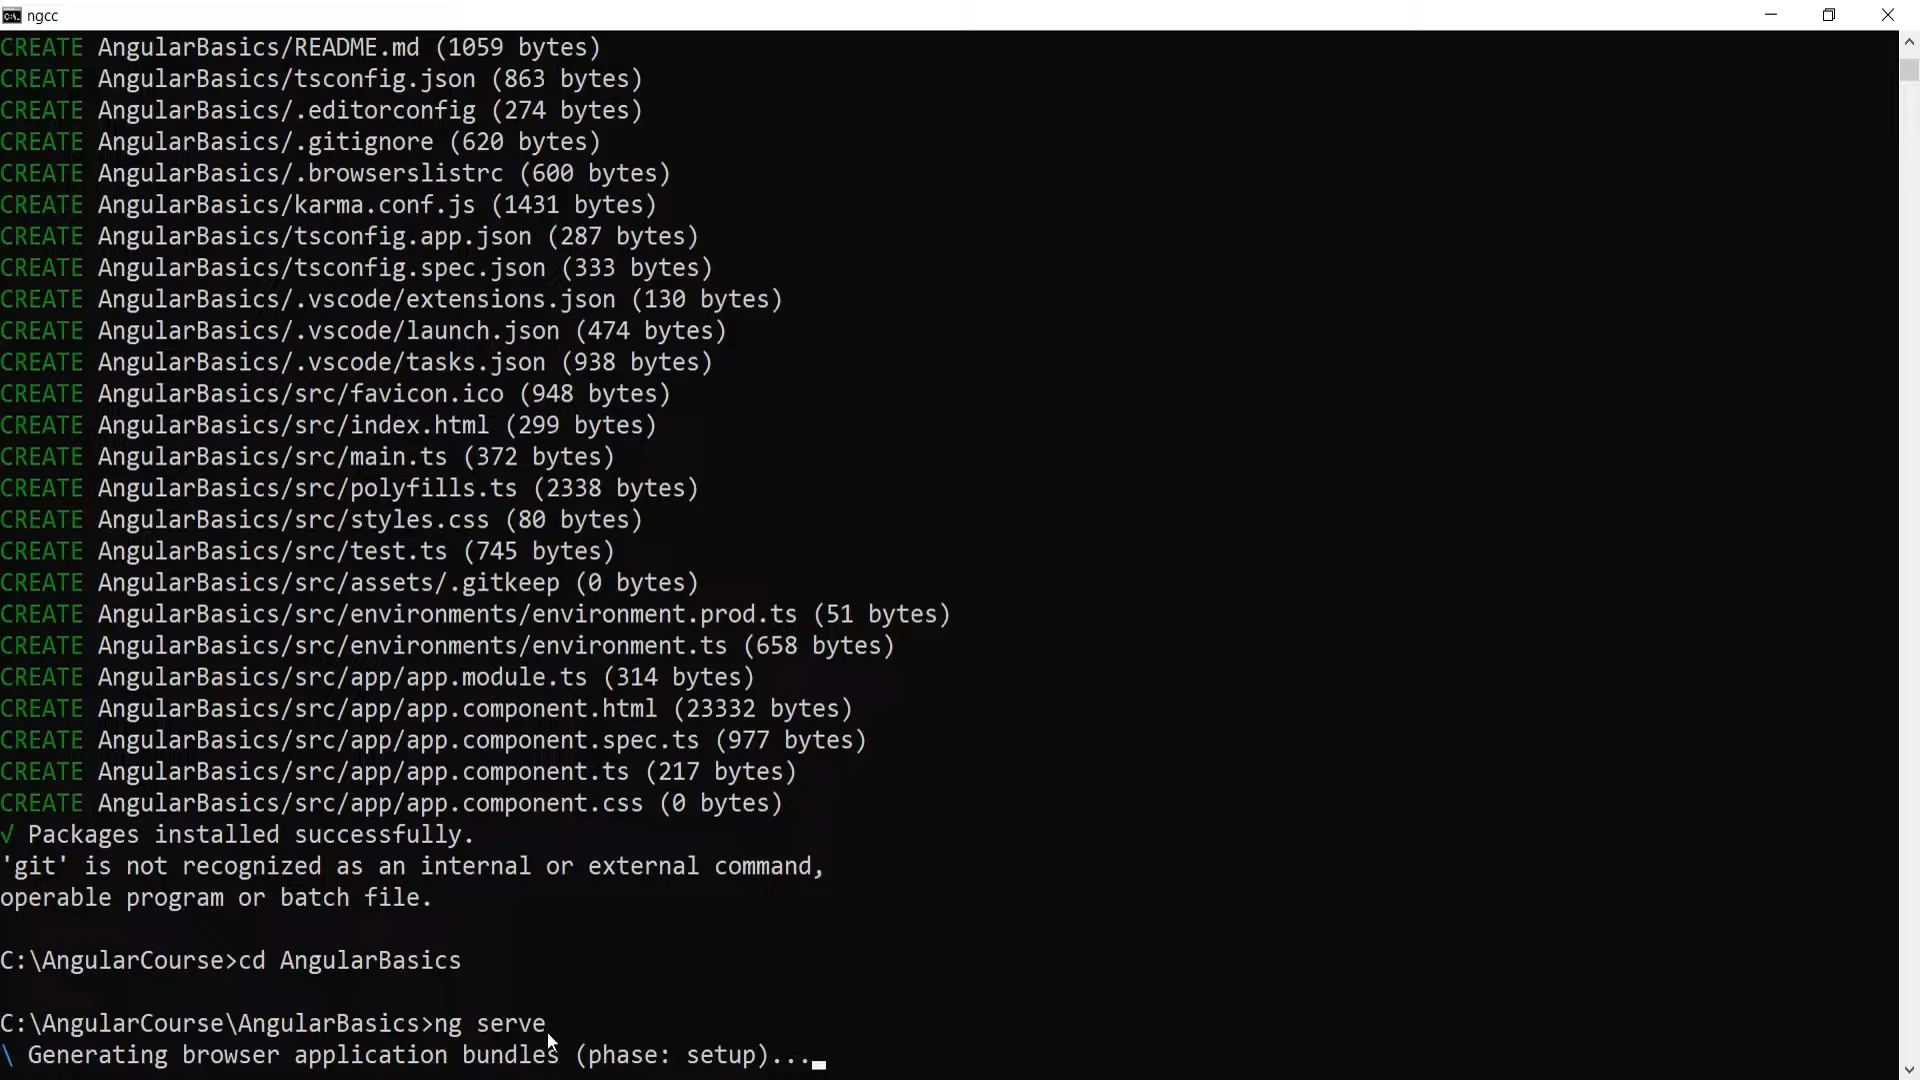 ngcc
CREATE AngularBasics/README.md (1059 bytes)
CREATE AngularBasics/tsconfig.json (863 bytes)
CREATE AngularBasics/.editorconfig (274 bytes)
CREATE AngularBasics/.gitignore (620 bytes)
CREATE AngularBasics/.browserslistrc (600 bytes)
CREATE AngularBasics/karma.conf.js (1431 bytes)
CREATE AngularBasics/tsconfig.app.json (287 bytes)
CREATE AngularBasics/tsconfig.spec.json (333 bytes)
CREATE AngularBasics/.vscode/extensions.json (130 bytes)
CREATE AngularBasics/.vscode/launch.json (474 bytes)
CREATE AngularBasics/.vscode/tasks.json (938 bytes)
CREATE AngularBasics/src/favicon.ico (948 bytes)
CREATE AngularBasics/src/index.html (299 bytes)
CREATE AngularBasics/src/main.ts (372 bytes)
CREATE AngularBasics/src/polyfills.ts (2338 bytes)
CREATE AngularBasics/src/styles.css (80 bytes)
CREATE AngularBasics/src/test.ts (745 bytes)
CREATE AngularBasics/src/assets/.gitkeep (0 bytes)
CREATE AngularBasics/src/environments/environment.prod.ts (51 bytes)
CREATE AngularBasics/src/environments/environment.ts (658 bytes)
CREATE AngularBasics/src/app/app.module.ts (314 bytes)
CREATE AngularBasics/src/app/app.component.html (23332 bytes)
CREATE AngularBasics/src/app/app.component.spec.ts (977 bytes)
CREATE AngularBasics/src/app/app.component.ts (217 bytes)
CREATE AngularBasics/src/app/app.component.css (0 bytes)
√ Packages installed successfully.
'git' is not recognized as an internal or external command,
operable program or batch file.
C:\AngularCourse>cd AngularBasics
C:\AngularCourse\AngularBasics>ng serve
\ Generating browser application bundles (phase: setup)...